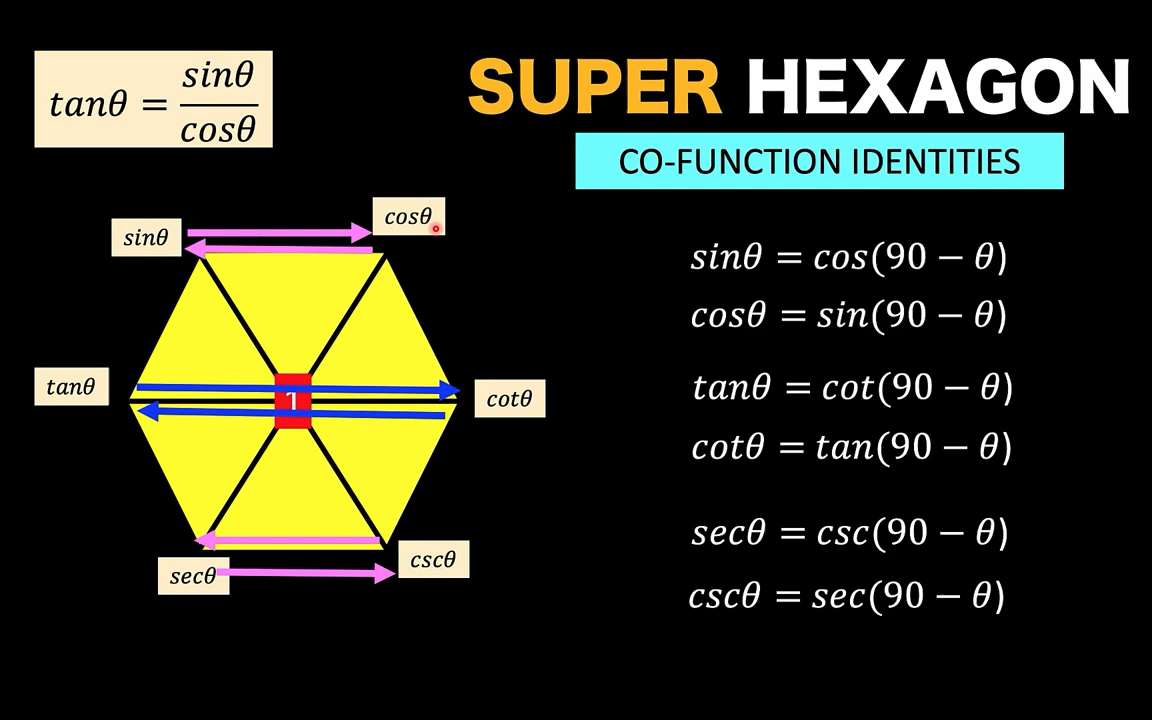 tanθ = sinθ/cosθ
SUPER HEXAGON
CO-FUNCTION IDENTITIES
sinθ
cosθ
tanθ
1
cotθ
secθ
cscθ
sinθ = cos(90 − θ)
cosθ = sin(90 − θ)
tanθ = cot(90 − θ)
cotθ = tan(90 − θ)
secθ = csc(90 − θ)
cscθ = sec(90 − θ)